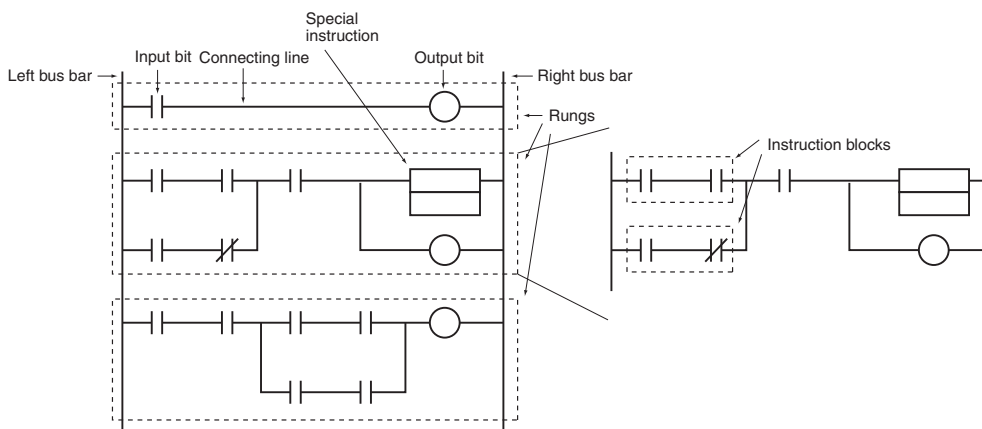 Special
instruction
Input bit
Connecting line
Output bit
Left bus bar
Right bus bar
Rungs
Instruction blocks